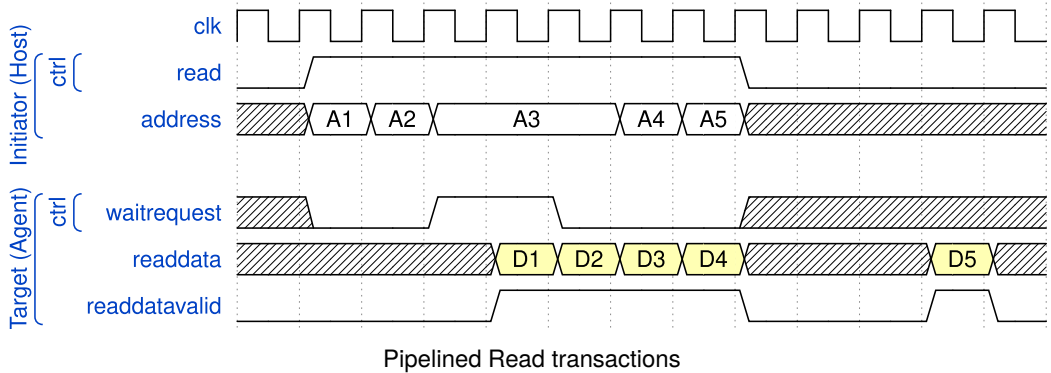 clk
Initiator (Host)
ctrl
read
address
A1 A2 A3 A4 A5
Target (Agent)
ctrl
waitrequest
readdata
D1 D2 D3 D4 D5
readdatavalid
Pipelined Read transactions